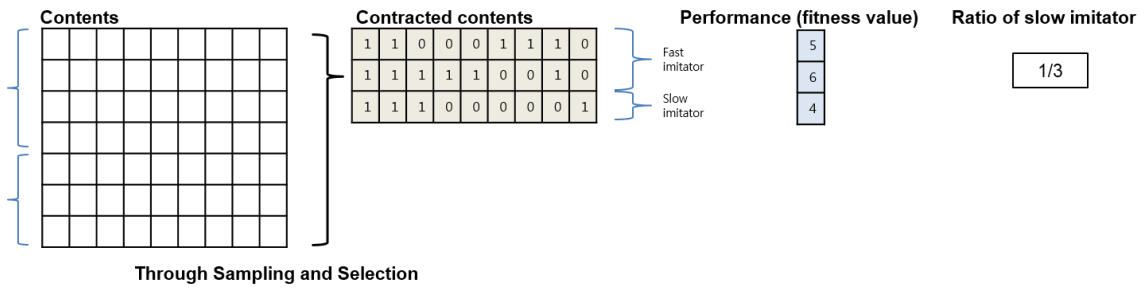 Contents
Contracted contents
Performance (fitness value)
Ratio of slow imitator
1 1 0 0 0 1 1 1 0
1 1 1 1 1 0 0 1 0
1 1 1 0 0 0 0 0 1
Fast
imitator
Slow
imitator
5
6
4
1/3
Through Sampling and Selection